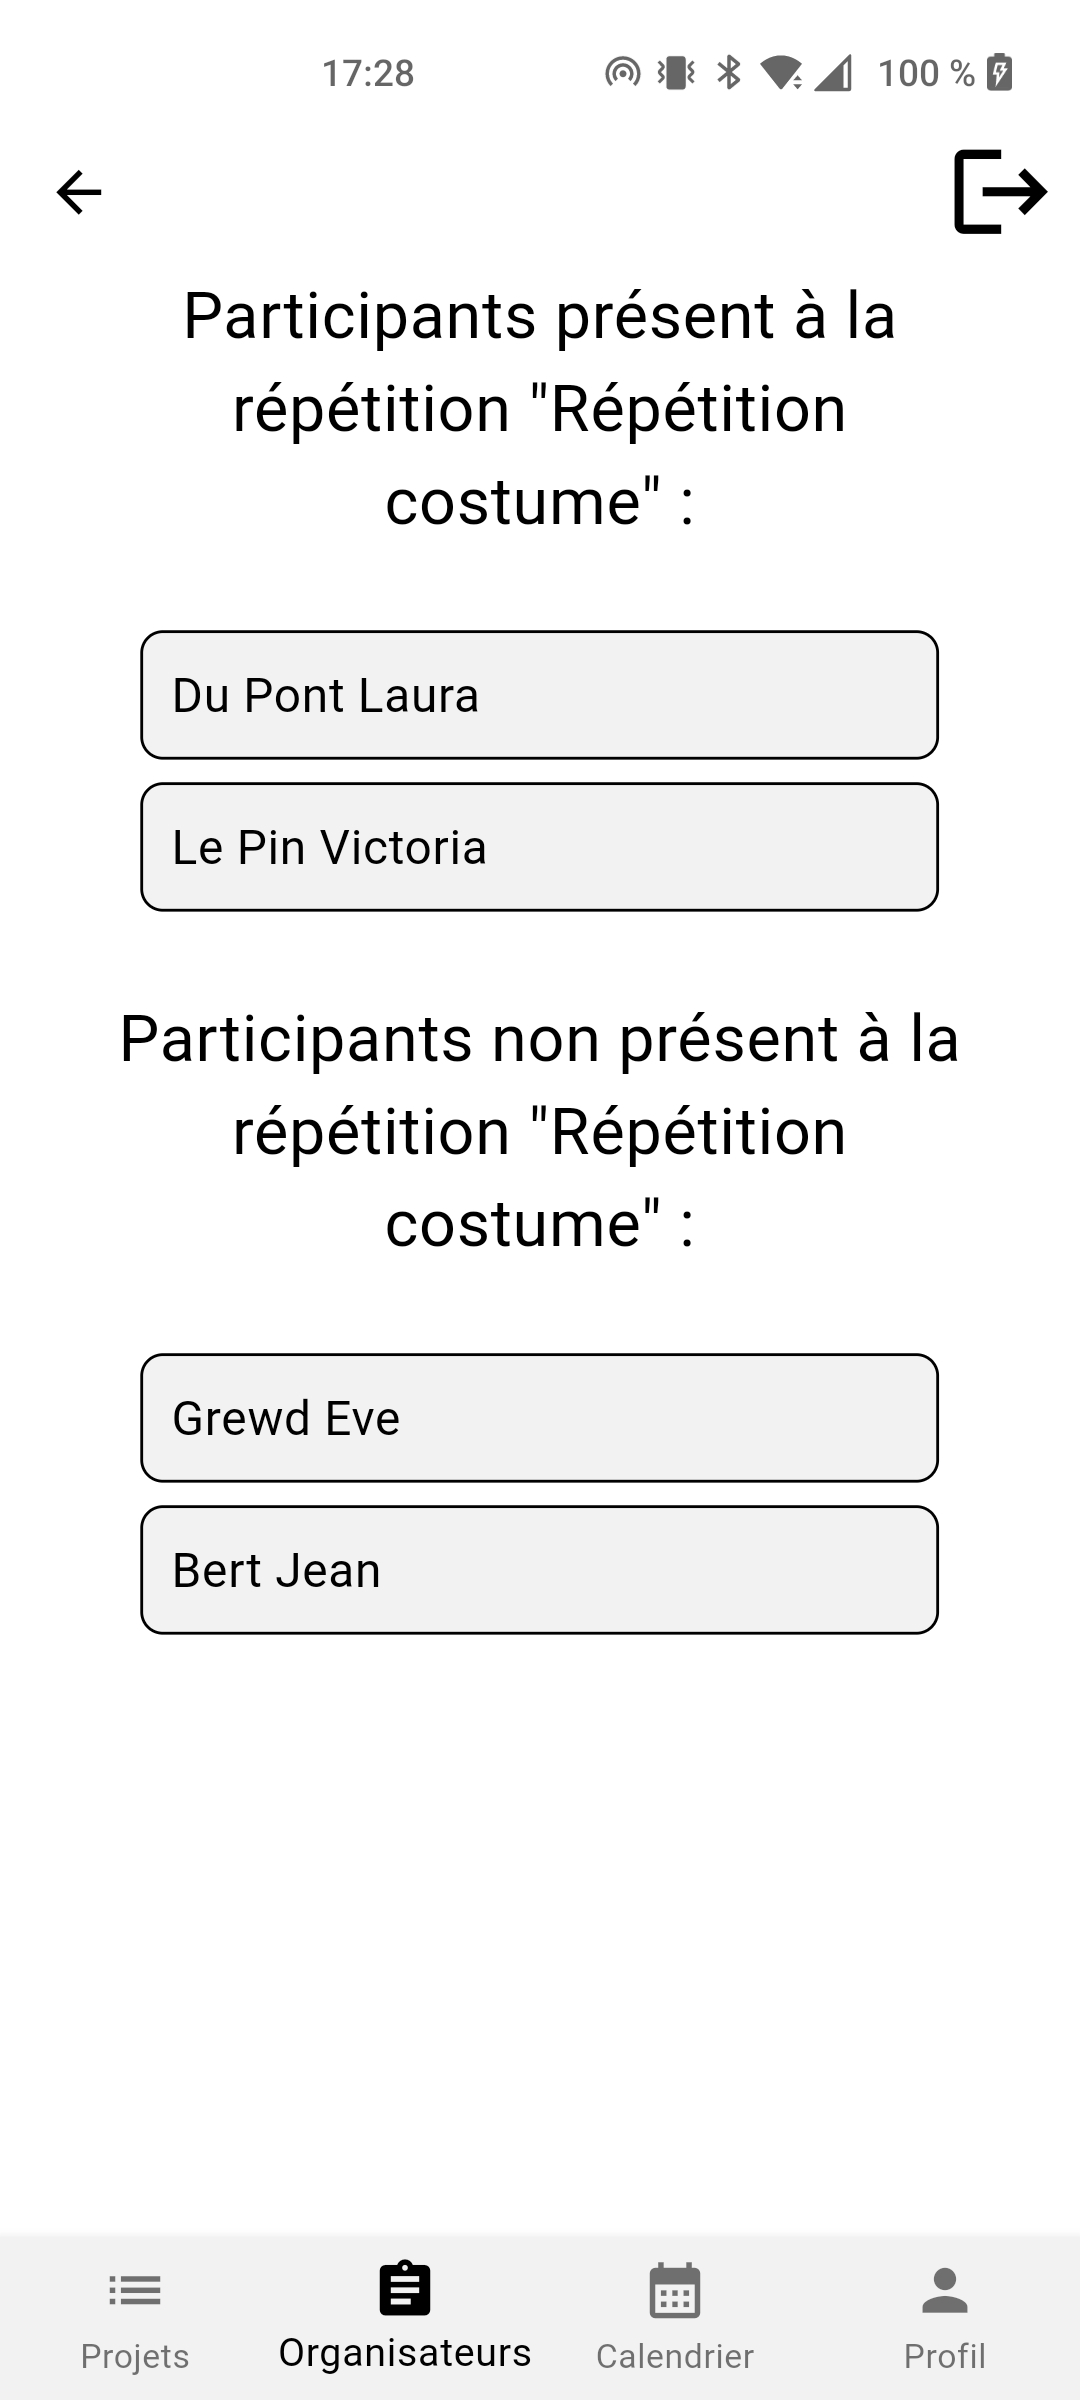 17:28
100 %
Participants présent à la
répétition "Répétition
costume" :
Du Pont Laura
Le Pin Victoria
Participants non présent à la
répétition "Répétition
costume" :
Grewd Eve
Bert Jean
Projets
Organisateurs
Calendrier
Profil